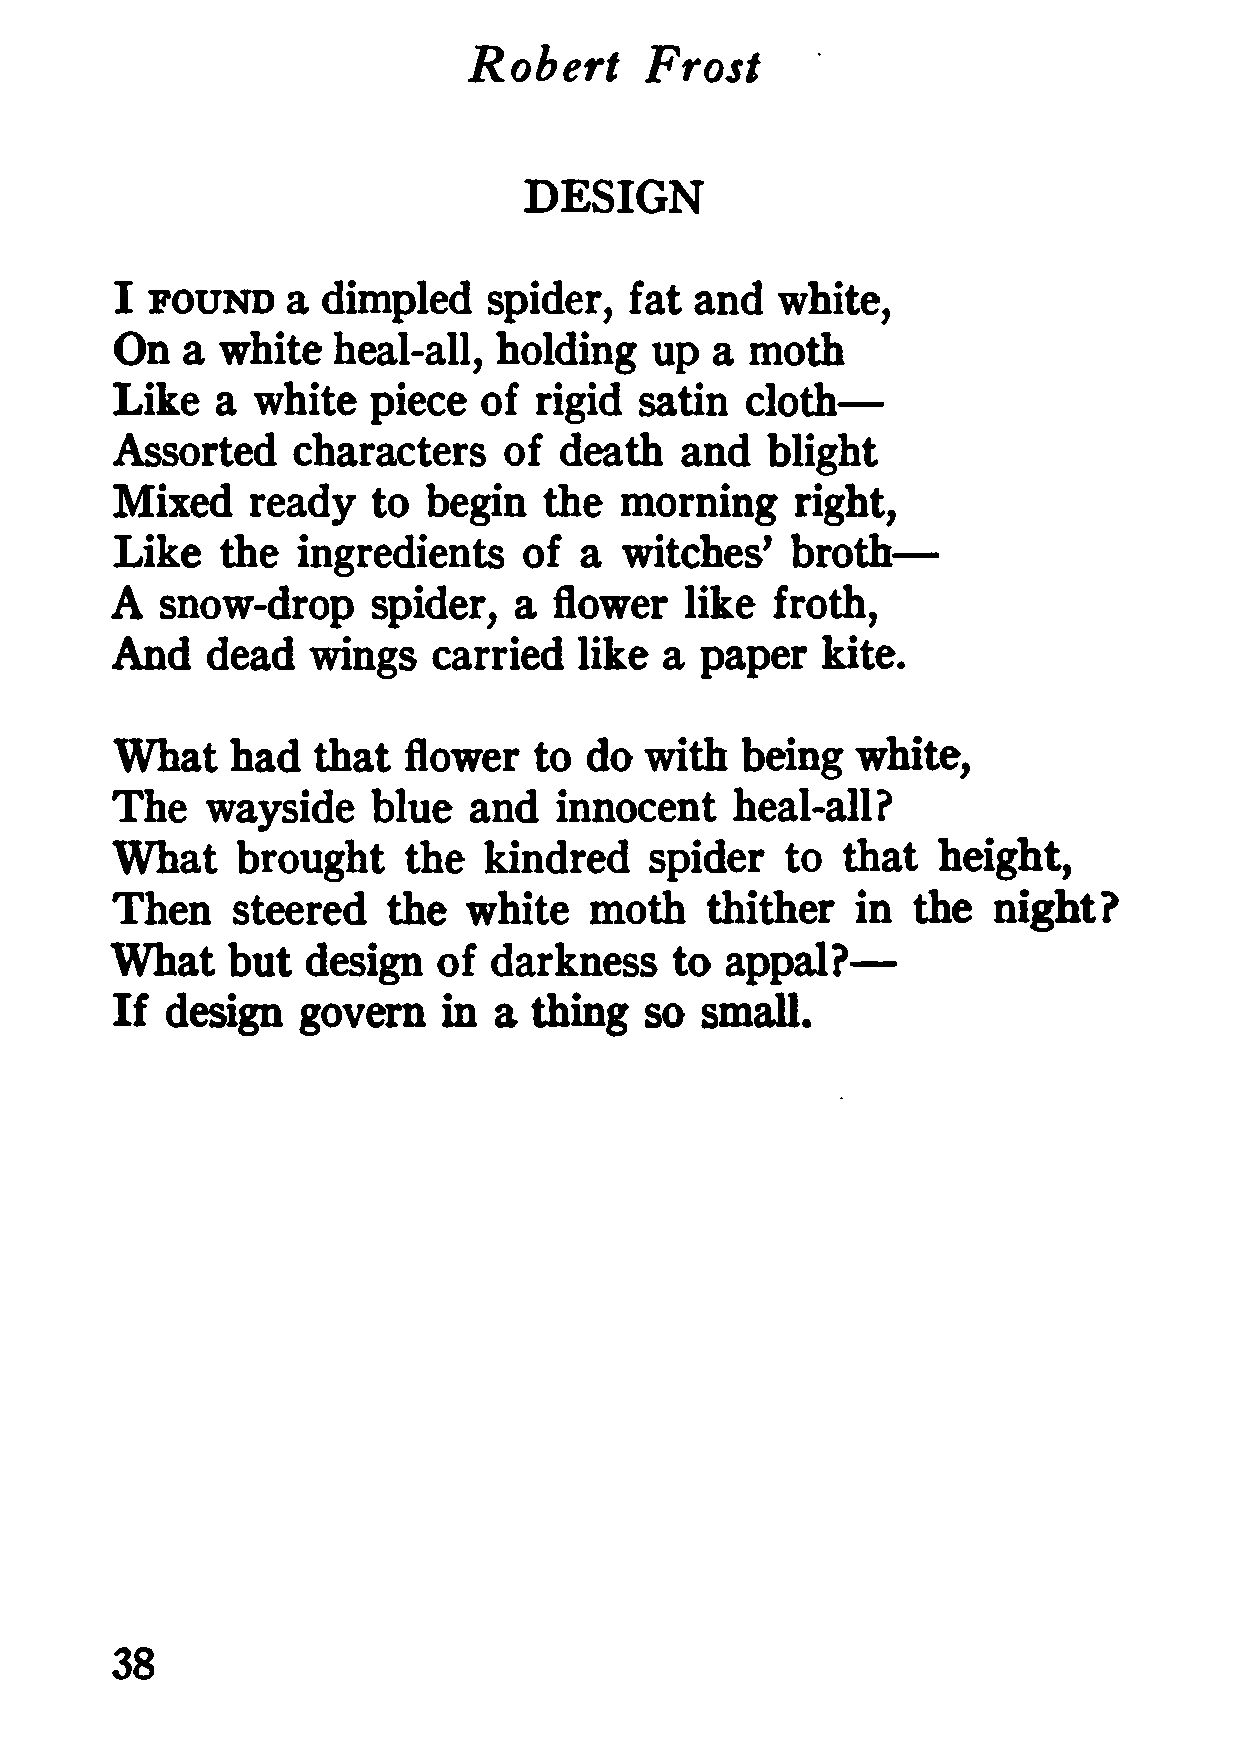 Robert Frost
DESIGN
I FOUND a dimpled spider, fat and white,
On a white heal-all, holding up a moth
Like a white piece of rigid satin cloth—
Assorted characters of death and blight
Mixed ready to begin the morning right,
Like the ingredients of a witches’ broth—
A snow-drop spider, a flower like froth,
And dead wings carried like a paper kite.
What had that flower to do with being white,
The wayside blue and innocent heal-all?
What brought the kindred spider to that height,
Then steered the white moth thither in the night?
What but design of darkness to appal?—
If design govern in a thing so small.
38